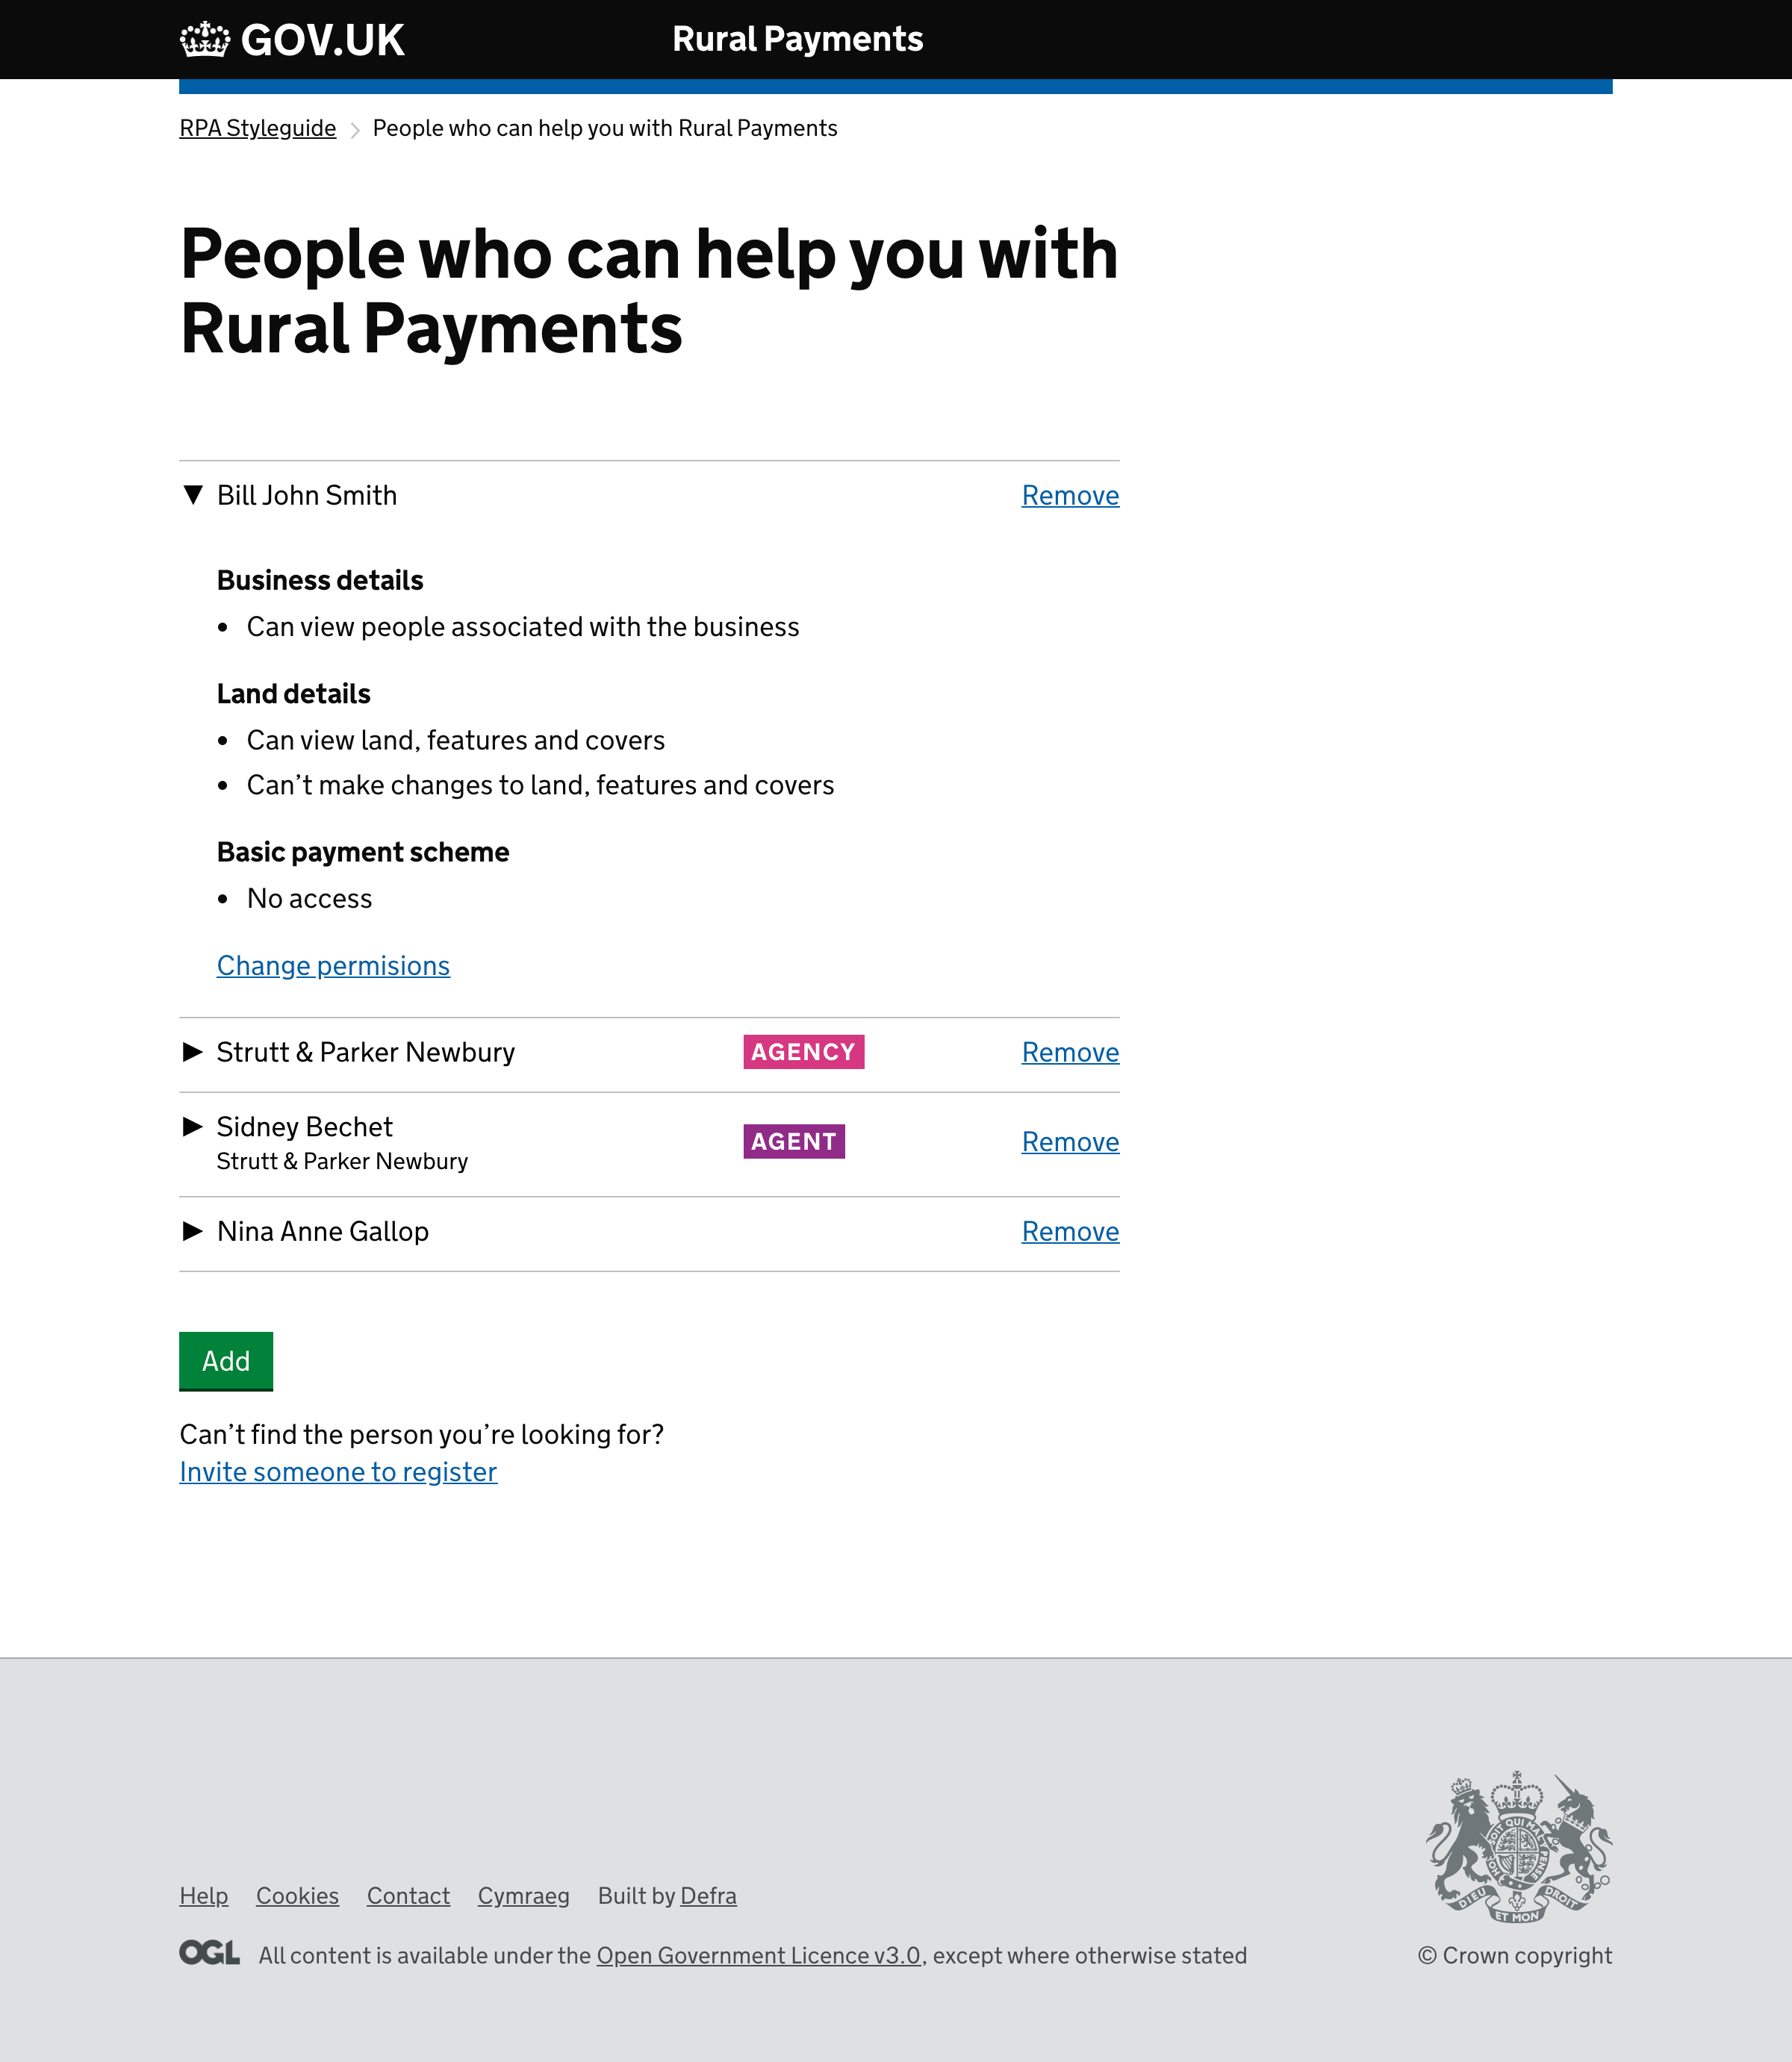 GOV.UK
Rural Payments
RPA Styleguide
People who can help you with Rural Payments
People who can help you with
Rural Payments
Bill John Smith
Remove
Business details
• Can view people associated with the business
Land details
• Can view land, features and covers
• Can’t make changes to land, features and covers
Basic payment scheme
• No access
Change permisions
Strutt & Parker Newbury
AGENCY
Remove
Sidney Bechet
Strutt & Parker Newbury
AGENT
Remove
Nina Anne Gallop
Remove
Add
Can’t find the person you’re looking for?
Invite someone to register
Help
Cookies
Contact
Cymraeg
Built by Defra
DIEU ET MON DROIT
OGL
All content is available under the Open Government Licence v3.0, except where otherwise stated
© Crown copyright